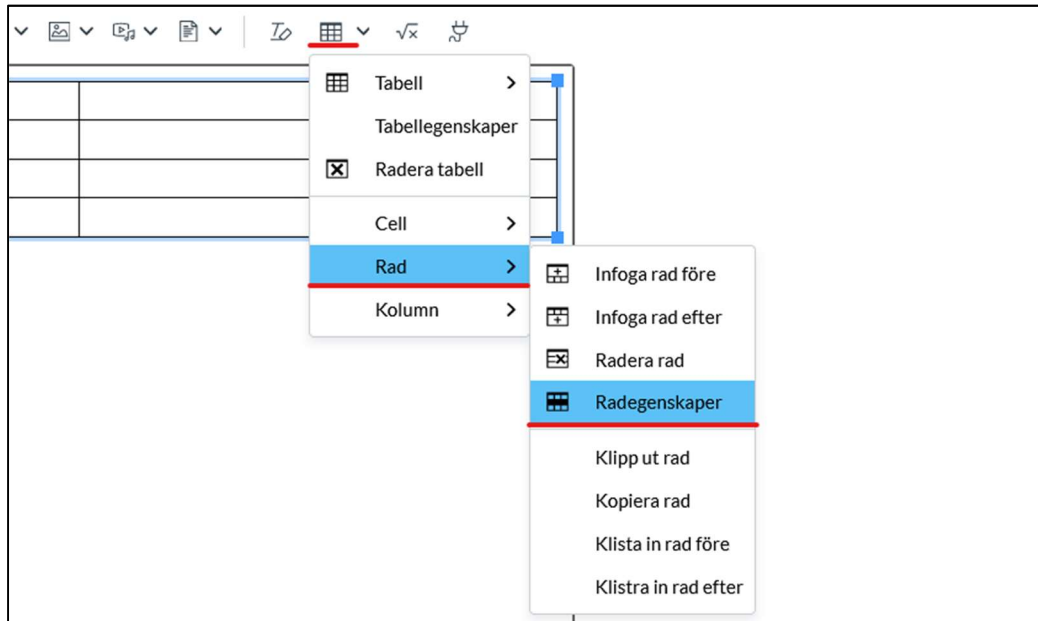 Tabell
Tabellegenskaper
Radera tabell
Cell
Rad
Kolumn
Infoga rad före
Infoga rad efter
Radera rad
Radegenskaper
Klipp ut rad
Kopiera rad
Klista in rad före
Klistra in rad efter